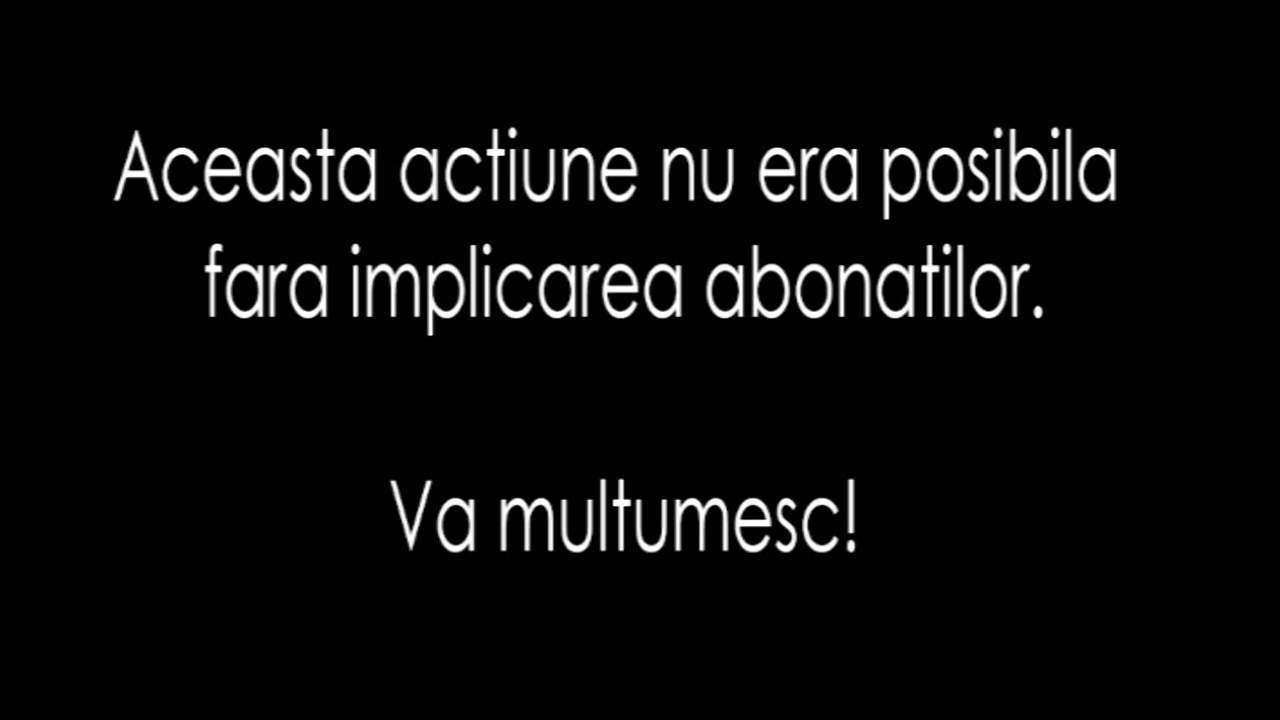 Aceasta actiune nu era posibila
fara implicarea abonatilor.
Va multumesc!